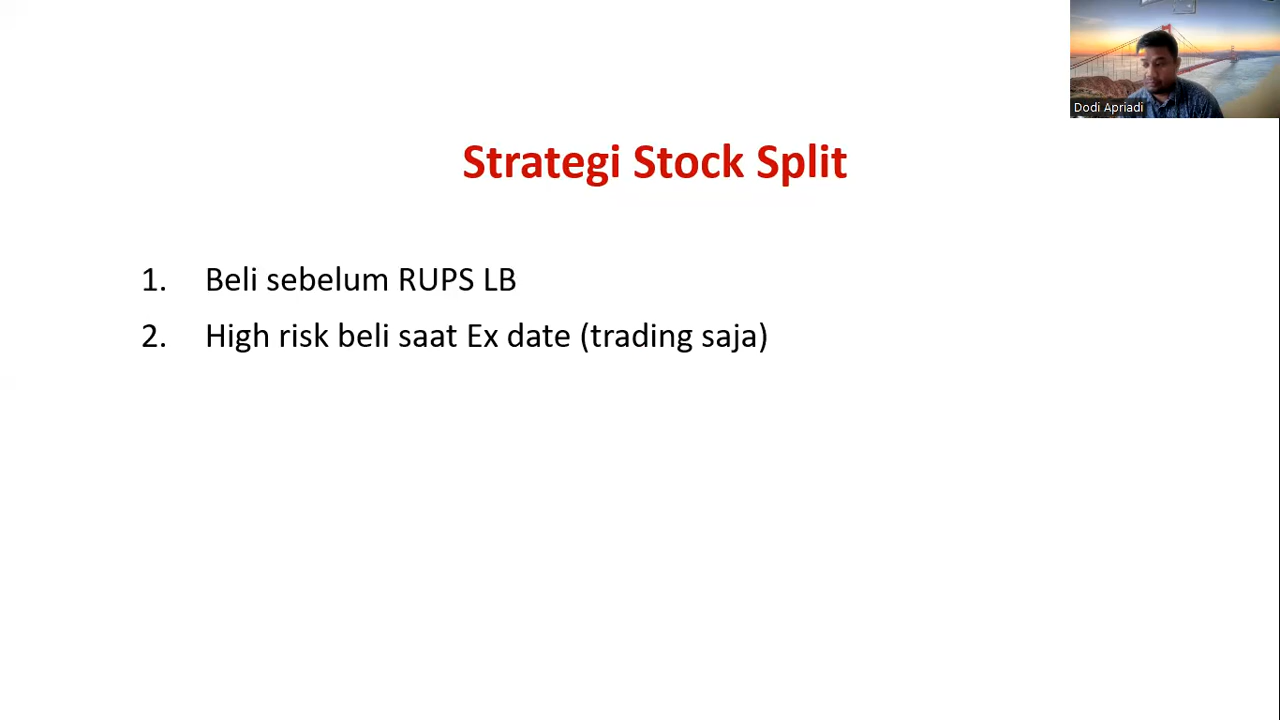 Dodi Apriadi
Strategi Stock Split
1. Beli sebelum RUPS LB
2. High risk beli saat Ex date (trading saja)